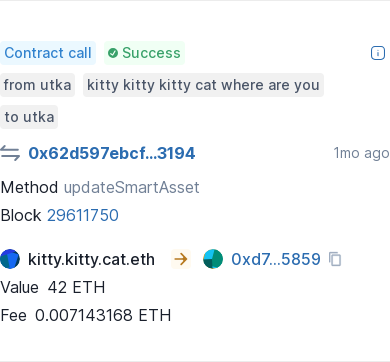 Contract call Success
from utka kitty kitty kitty cat where are you
to utka
0x62d597ebcf...3194 1mo ago
Method updateSmartAsset
Block 29611750
kitty.kitty.cat.eth → 0xd7...5859
Value 42 ETH
Fee 0.007143168 ETH